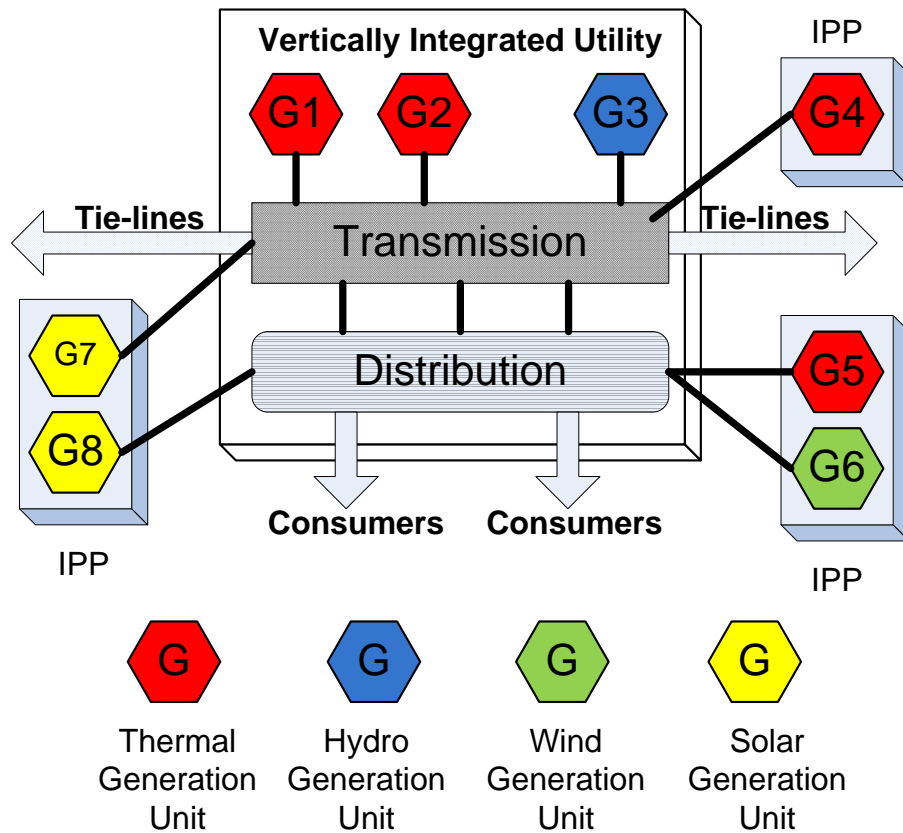 Vertically Integrated Utility
IPP
G1
G2
G3
G4
Tie-lines
Tie-lines
Transmission
G7
G8
Distribution
G5
G6
Consumers
Consumers
IPP
IPP
G
G
G
G
Thermal
Generation
Unit
Hydro
Generation
Unit
Wind
Generation
Unit
Solar
Generation
Unit